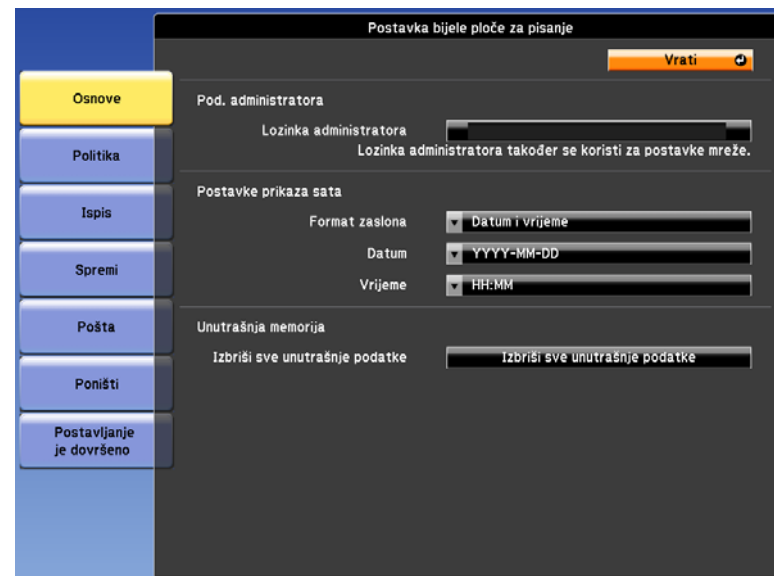 Postavka bijele ploče za pisanje
Vrati
Osnove
Politika
Ispis
Spremi
Pošta
Poništi
Postavljanje
je dovršeno
Pod. administratora
Lozinka administratora
Lozinka administratora također se koristi za postavke mreže.
Postavke prikaza sata
Format zaslona Datum i vrijeme
Datum YYYY-MM-DD
Vrijeme HH:MM
Unutrašnja memorija
Izbriši sve unutrašnje podatke Izbriši sve unutrašnje podatke